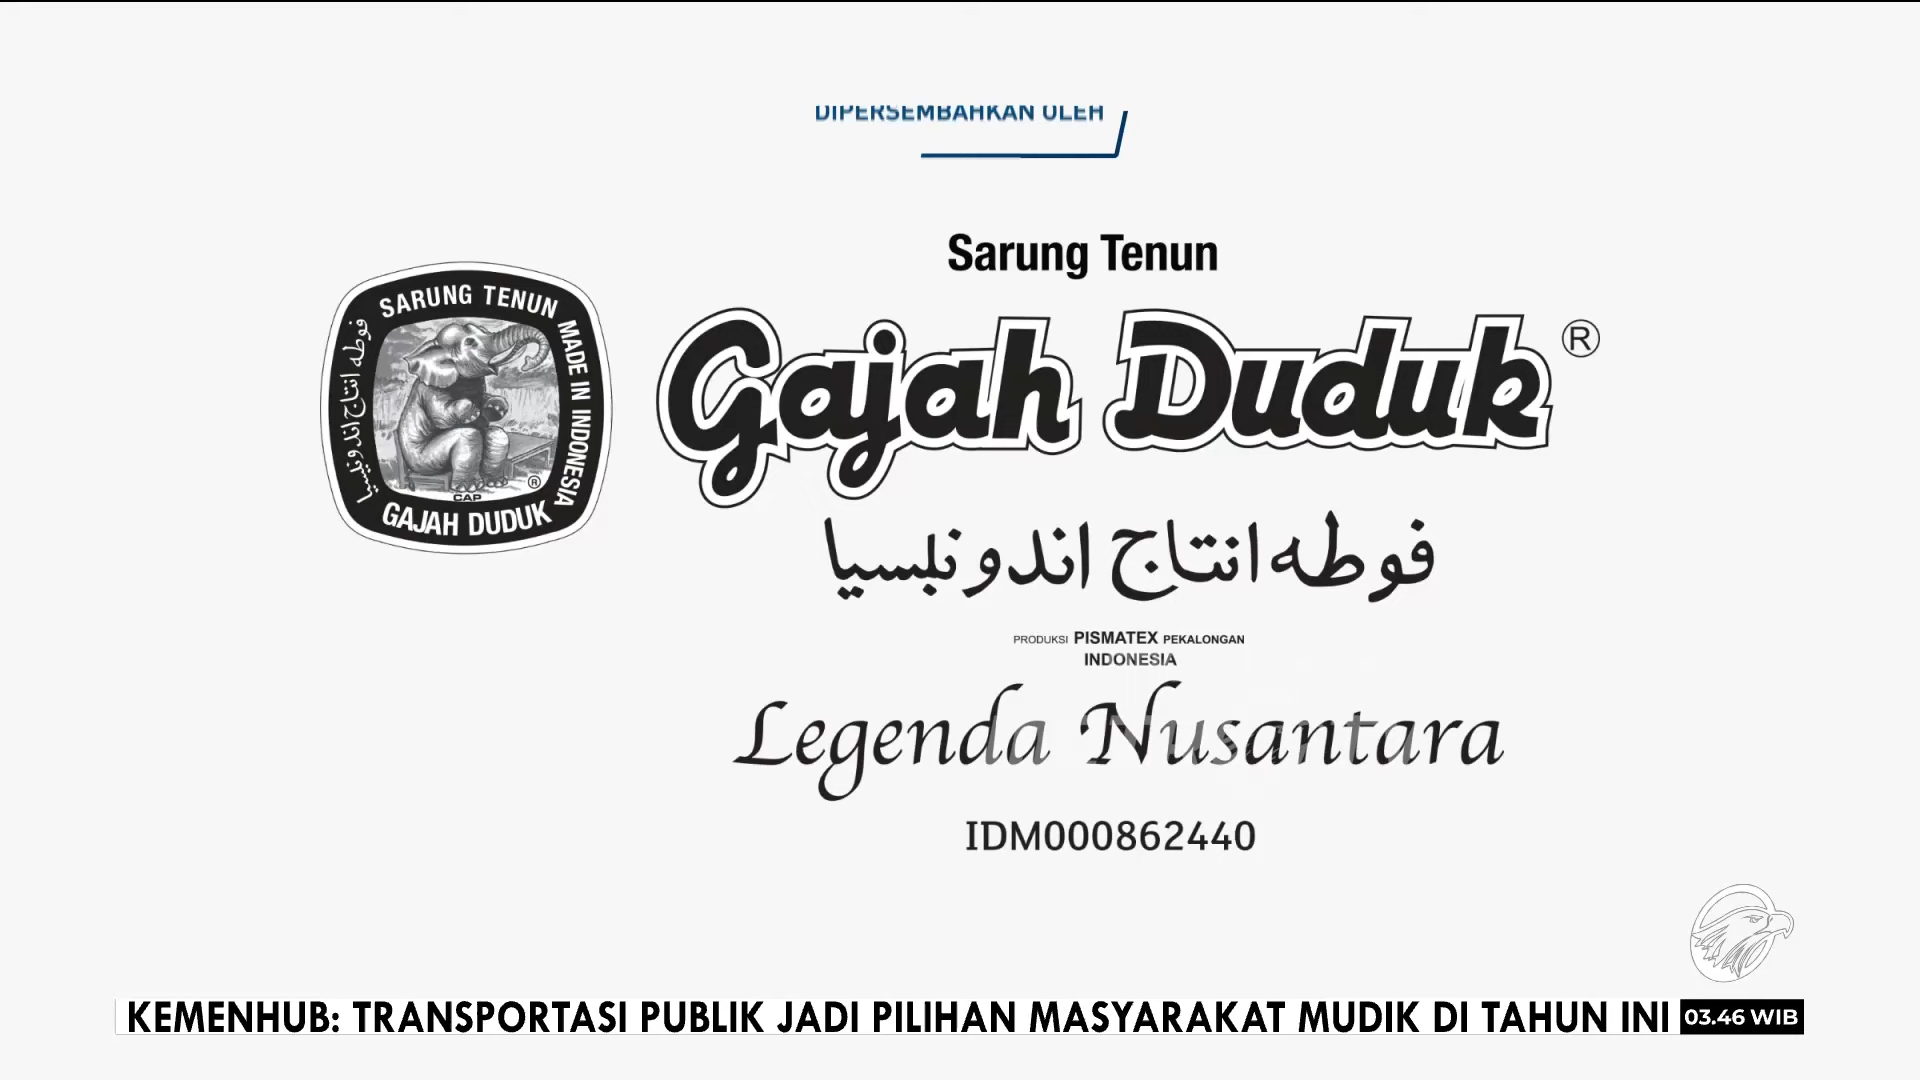 DIPERSEMBAHKAN OLEH
Sarung Tenun
Gajah Duduk ®
فوطه انتاج اندونيسيا
PRODUKSI PISMATEX PEKALONGAN
INDONESIA
Legenda Nusantara
IDM000862440
SARUNG TENUN
MADE IN INDONESIA
فوطه انتاج اندونيسيا
CAP ®
GAJAH DUDUK
KEMENHUB: TRANSPORTASI PUBLIK JADI PILIHAN MASYARAKAT MUDIK DI TAHUN INI
03.46 WIB